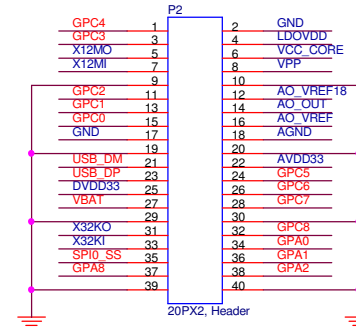 P2
GPC4 1 2 GND
GPC3 3 4 LDOVDD
X12MO 5 6 VCC_CORE
X12MI 7 8 VPP
9 10
GPC2 11 12 AO_VREF18
GPC1 13 14 AO_OUT
GPC0 15 16 AO_VREF
GND 17 18 AGND
19 20
USB_DM 21 22 AVDD33
USB_DP 23 24 GPC5
DVDD33 25 26 GPC6
VBAT 27 28 GPC7
29 30
X32KO 31 32 GPC8
X32KI 33 34 GPA0
SPI0_SS 35 36 GPA1
GPA8 37 38 GPA2
39 40
20PX2, Header